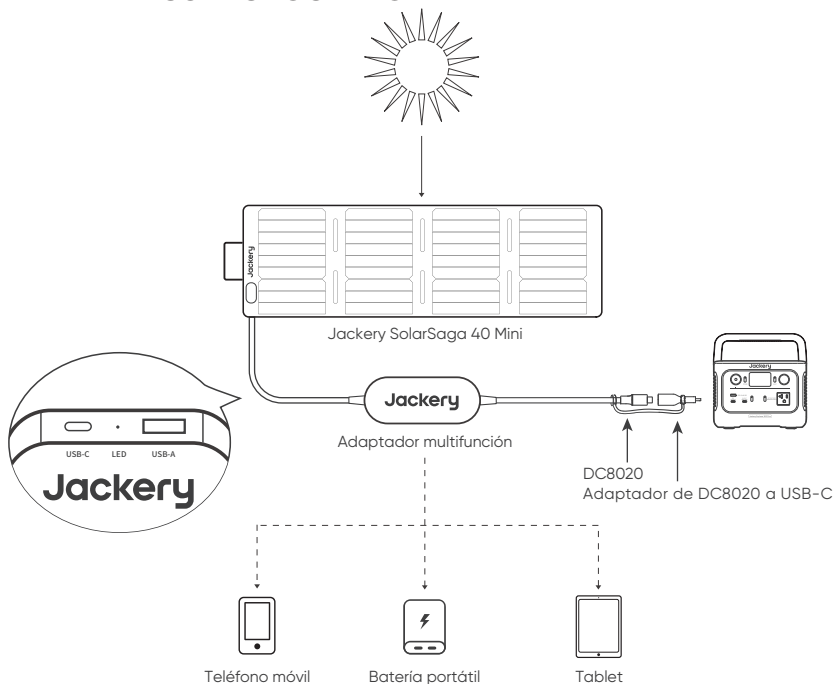 Jackery
Jackery SolarSaga 40 Mini
Jackery
Jackery
Adaptador multifunción
USB-C
LED
USB-A
Jackery
DC8020
Adaptador de DC8020 a USB-C
Teléfono móvil
Batería portátil
Tablet